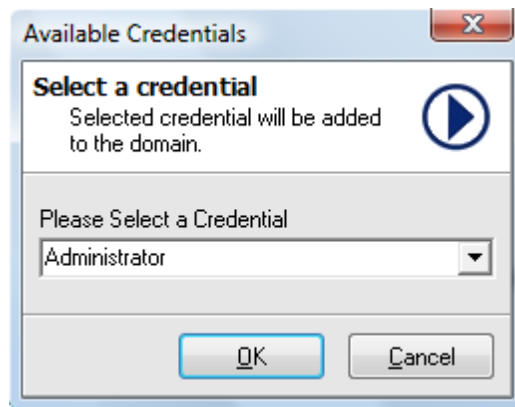 Available Credentials
Select a credential
Selected credential will be added
to the domain.
Please Select a Credential
Administrator
OK
Cancel